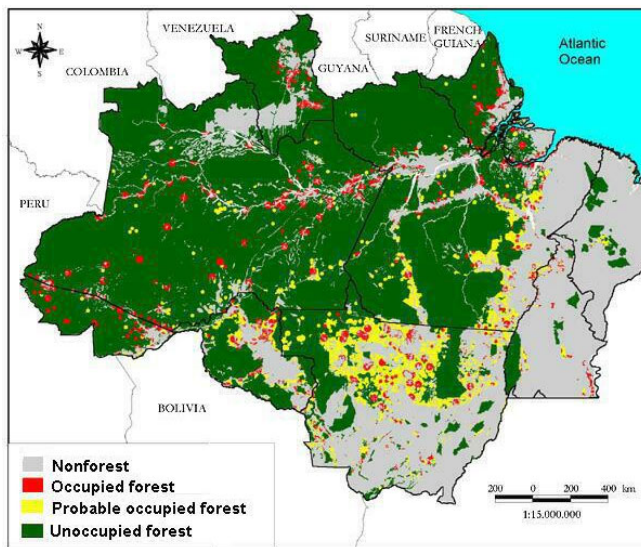 VENEZUELA
SURINAME
FRENCH
GUIANA
GUYANA
COLOMBIA
Atlantic
Ocean
N
W
E
S
PERU
BOLIVIA
Nonforest
Occupied forest
Probable occupied forest
Unoccupied forest
200 0 200 400 km
1:15.000.000